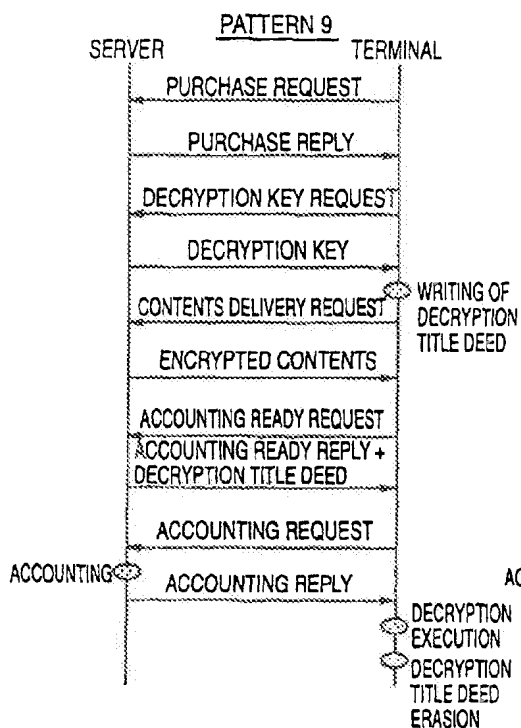 PATTERN 9
SERVER TERMINAL
PURCHASE REQUEST
PURCHASE REPLY
DECRYPTION KEY REQUEST
DECRYPTION KEY
WRITING OF
DECRYPTION
TITLE DEED
CONTENTS DELIVERY REQUEST
ENCRYPTED CONTENTS
ACCOUNTING READY REQUEST
ACCOUNTING READY REPLY +
DECRYPTION TITLE DEED
ACCOUNTING REQUEST
ACCOUNTING
ACCOUNTING REPLY
AC
DECRYPTION
EXECUTION
DECRYPTION
TITLE DEED
ERASION